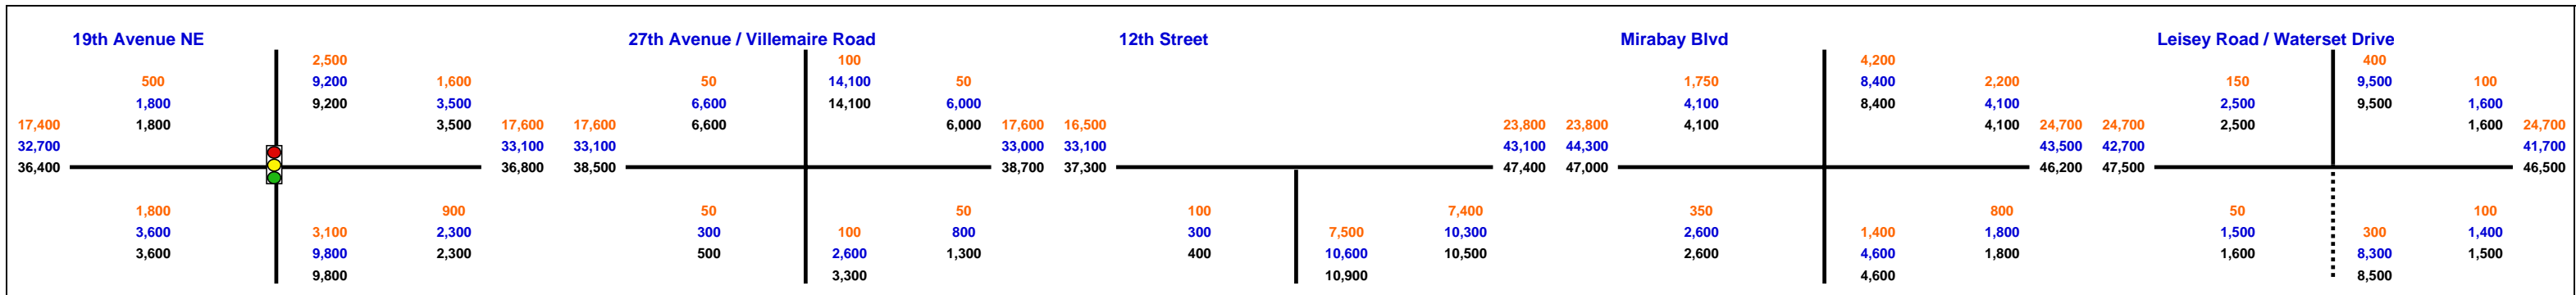 19th Avenue NE 27th Avenue / Villemaire Road 12th Street Mirabay Blvd Leisey Road / Waterset Drive
2,500 100 4,200 400
500 9,200 1,600 50 14,100 50 1,750 8,400 2,200 150 9,500 100
1,800 9,200 3,500 6,600 14,100 6,000 4,100 8,400 4,100 2,500 9,500 1,600
17,400 1,800 3,500 17,600 17,600 6,600 6,000 17,600 16,500 23,800 23,800 4,100 4,100 24,700 24,700 2,500 1,600 24,700
32,700 33,100 33,100 33,000 33,100 43,100 44,300 43,500 42,700 41,700
36,400 36,800 38,500 38,700 37,300 47,400 47,000 46,200 47,500 46,500
1,800 900 50 50 100 7,400 350 800 50 100
3,600 3,100 2,300 300 100 800 300 7,500 10,300 2,600 1,400 1,800 1,500 300 1,400
3,600 9,800 2,300 500 2,600 1,300 400 10,600 10,500 2,600 4,600 1,800 1,600 8,300 1,500
9,800 3,300 10,900 4,600 8,500